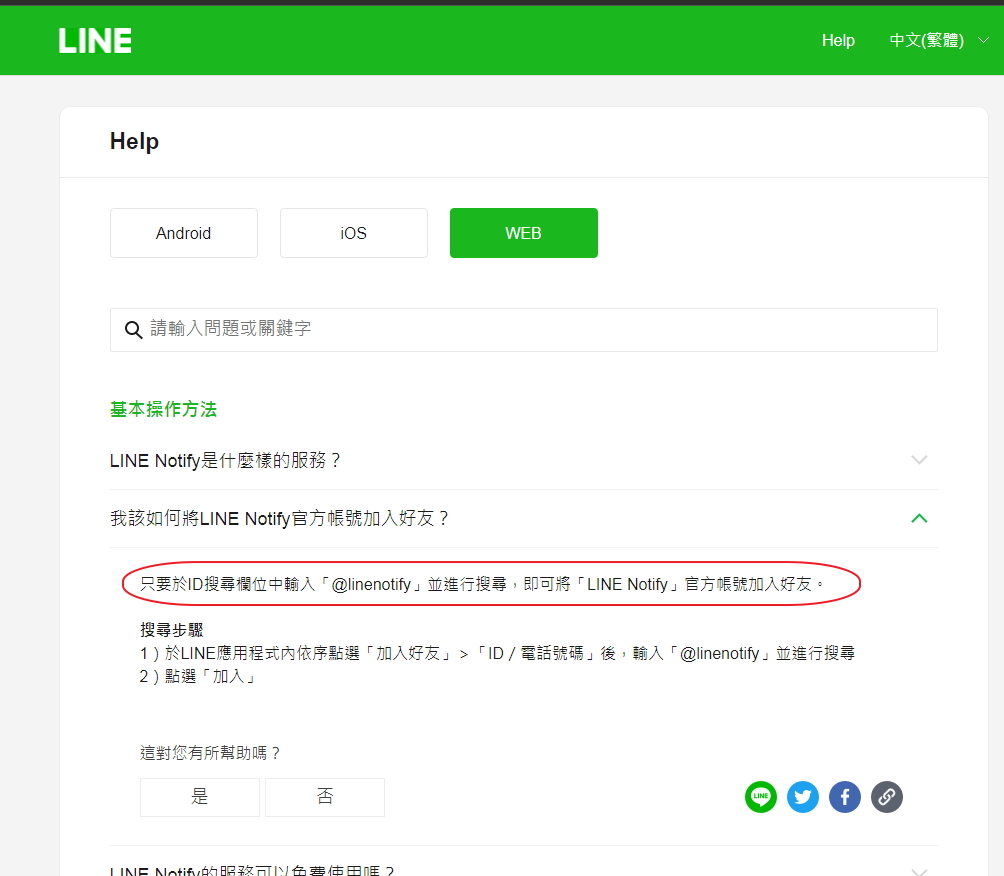 LINE
Help
中文(繁體)
Help
Android
iOS
WEB
請輸入問題或關鍵字
基本操作方法
LINE Notify是什麼樣的服務？
我該如何將LINE Notify官方帳號加入好友？
只要於ID搜尋欄位中輸入「@linenotify」並進行搜尋，即可將「LINE Notify」官方帳號加入好友。
搜尋步驟
1）於LINE應用程式內依序點選「加入好友」>「ID / 電話號碼」後，輸入「@linenotify」並進行搜尋
2）點選「加入」
這對您有所幫助嗎？
是
否
LINE
LINE Notify的服務可以免費使用嗎？